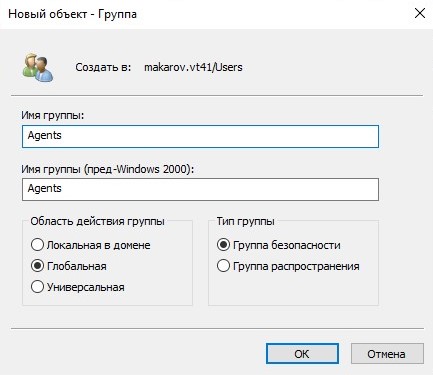 Новый объект - Группа
Создать в: makarov.vt41/Users
Имя группы:
Agents
Имя группы (пред-Windows 2000):
Agents
Область действия группы
Локальная в домене
Глобальная
Универсальная
Тип группы
Группа безопасности
Группа распространения
ОК
Отмена